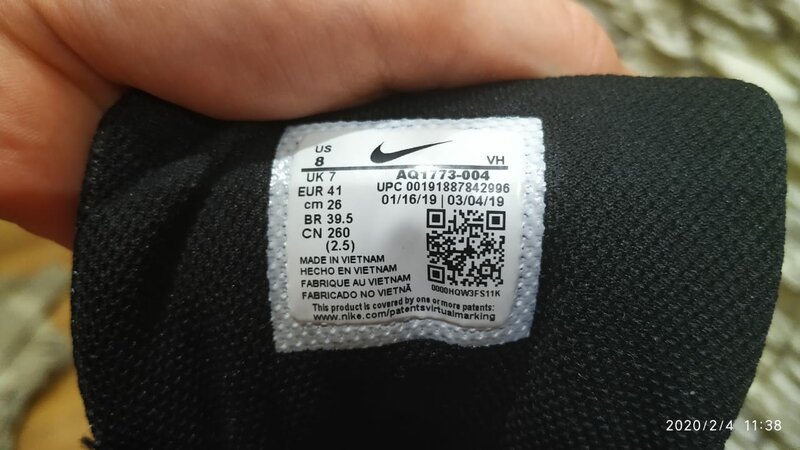 US
8
VH
UK 7
AQ1773-004
EUR 41
UPC 00191887842996
cm 26
01/16/19 | 03/04/19
BR 39.5
CN 260
(2.5)
MADE IN VIETNAM
HECHO EN VIETNAM
FABRIQUE AU VIETNAM
FABRICADO NO VIETNÃ
0000HQW3FS11K
This product is covered by one or more patents:
www.nike.com/patentsvirtualmarking
2020/2/4 11:38